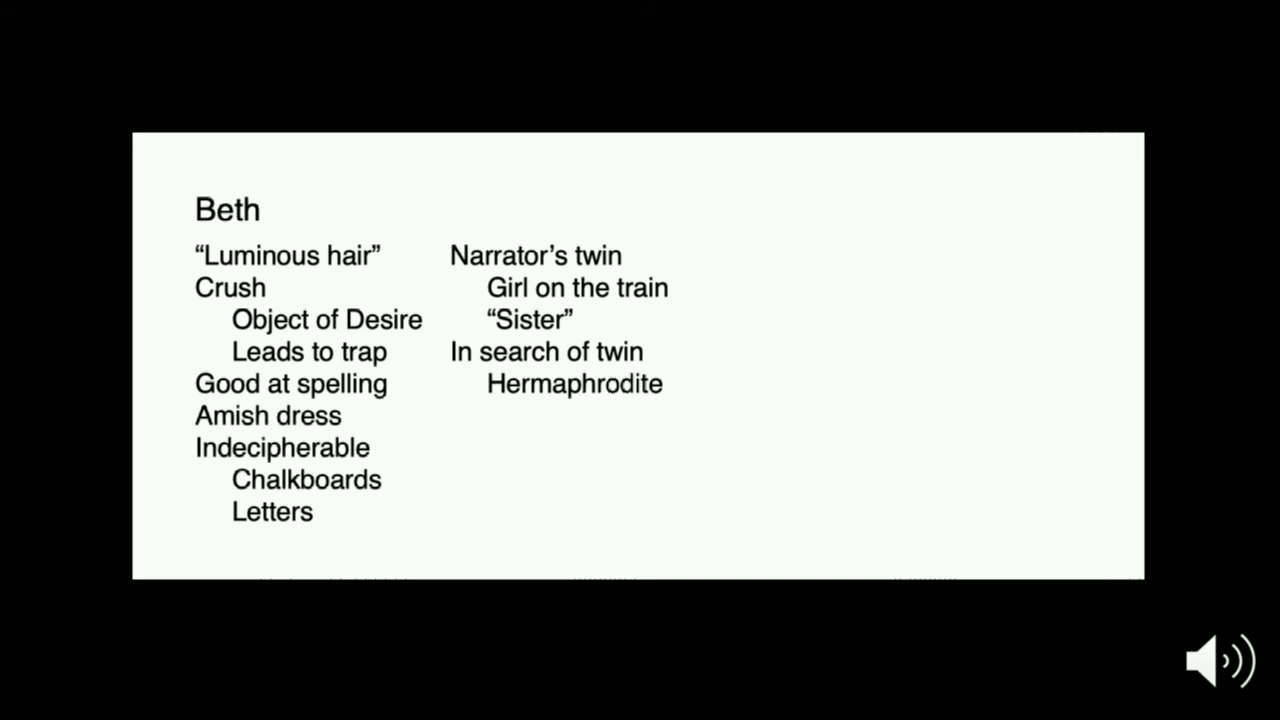 Beth
“Luminous hair”
Crush
Object of Desire
Leads to trap
Good at spelling
Amish dress
Indecipherable
Chalkboards
Letters
Narrator’s twin
Girl on the train
“Sister”
In search of twin
Hermaphrodite